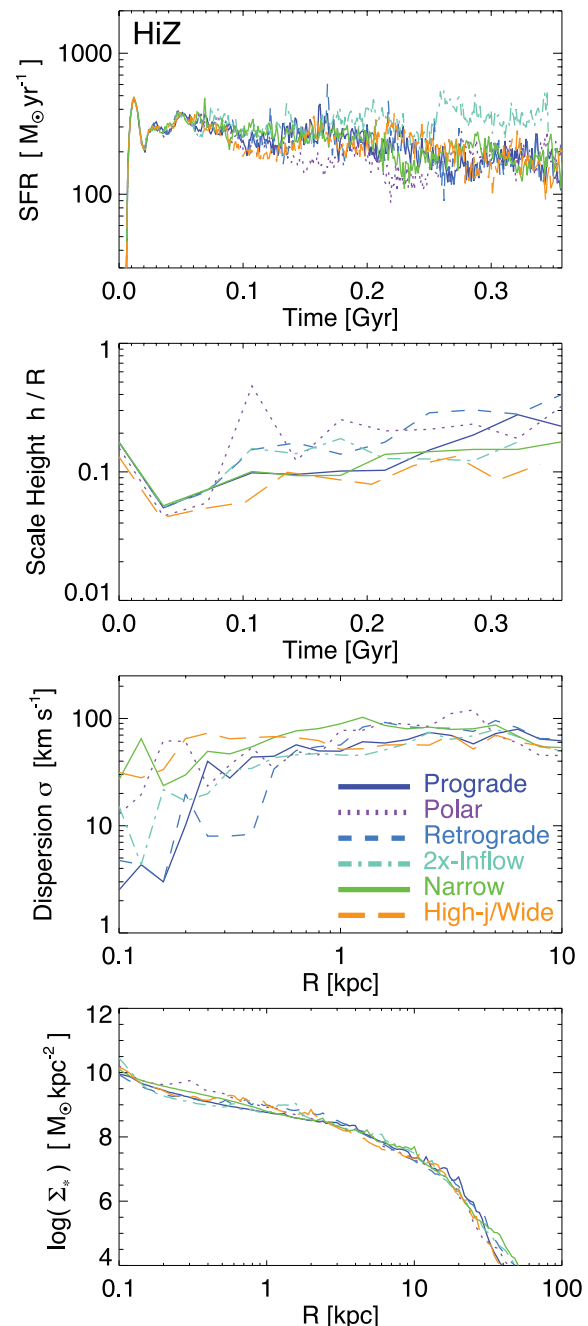 HiZ
1000
100
SFR [ M⊙yr⁻¹ ]
0.0 0.1 0.2 0.3
Time [Gyr]
1
0.1
0.01
Scale Height h / R
0.0 0.1 0.2 0.3
Time [Gyr]
100
10
1
Dispersion σ [km s⁻¹]
Prograde
Polar
Retrograde
2x-Inflow
Narrow
High-j/Wide
0.1 1 10
R [kpc]
12
10
8
6
4
log( Σ* ) [ M⊙kpc⁻² ]
0.1 1 10 100
R [kpc]